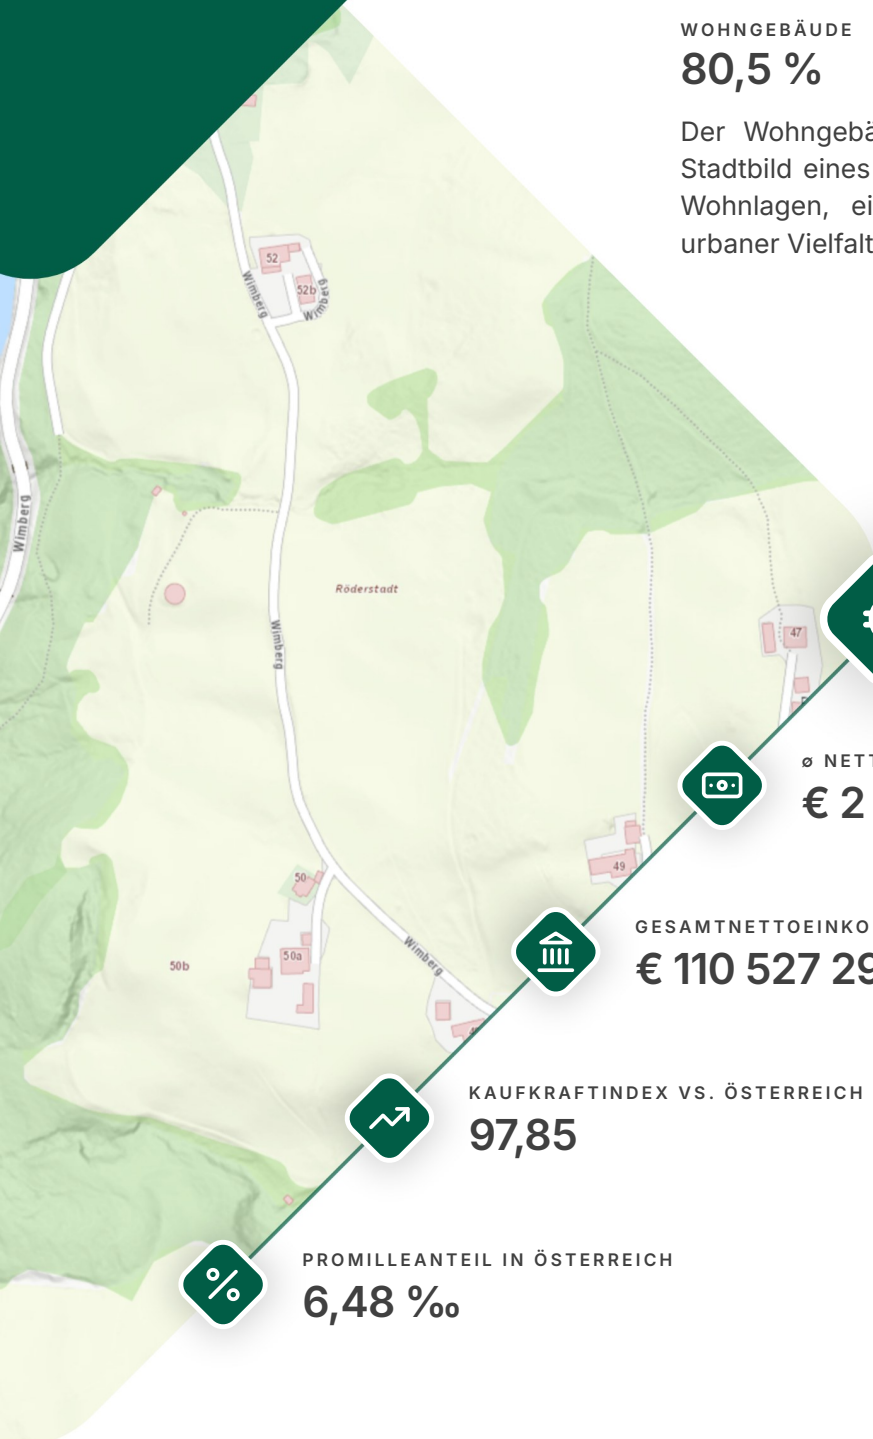 WOHNGEBÄUDE
80,5 %
Der Wohngebä
Stadtbild eines
Wohnlagen, ei
urbaner Vielfalt
52
52b
Wimberg
Wimberg
Wimberg
Röderstadt
Wimberg
47
ø NETT
€ 2
49
50
GESAMTNETTOEINKO
€ 110 527 29
50a
Wimberg
50b
KAUFKRAFTINDEX VS. ÖSTERREICH
97,85
PROMILLEANTEIL IN ÖSTERREICH
6,48 ‰